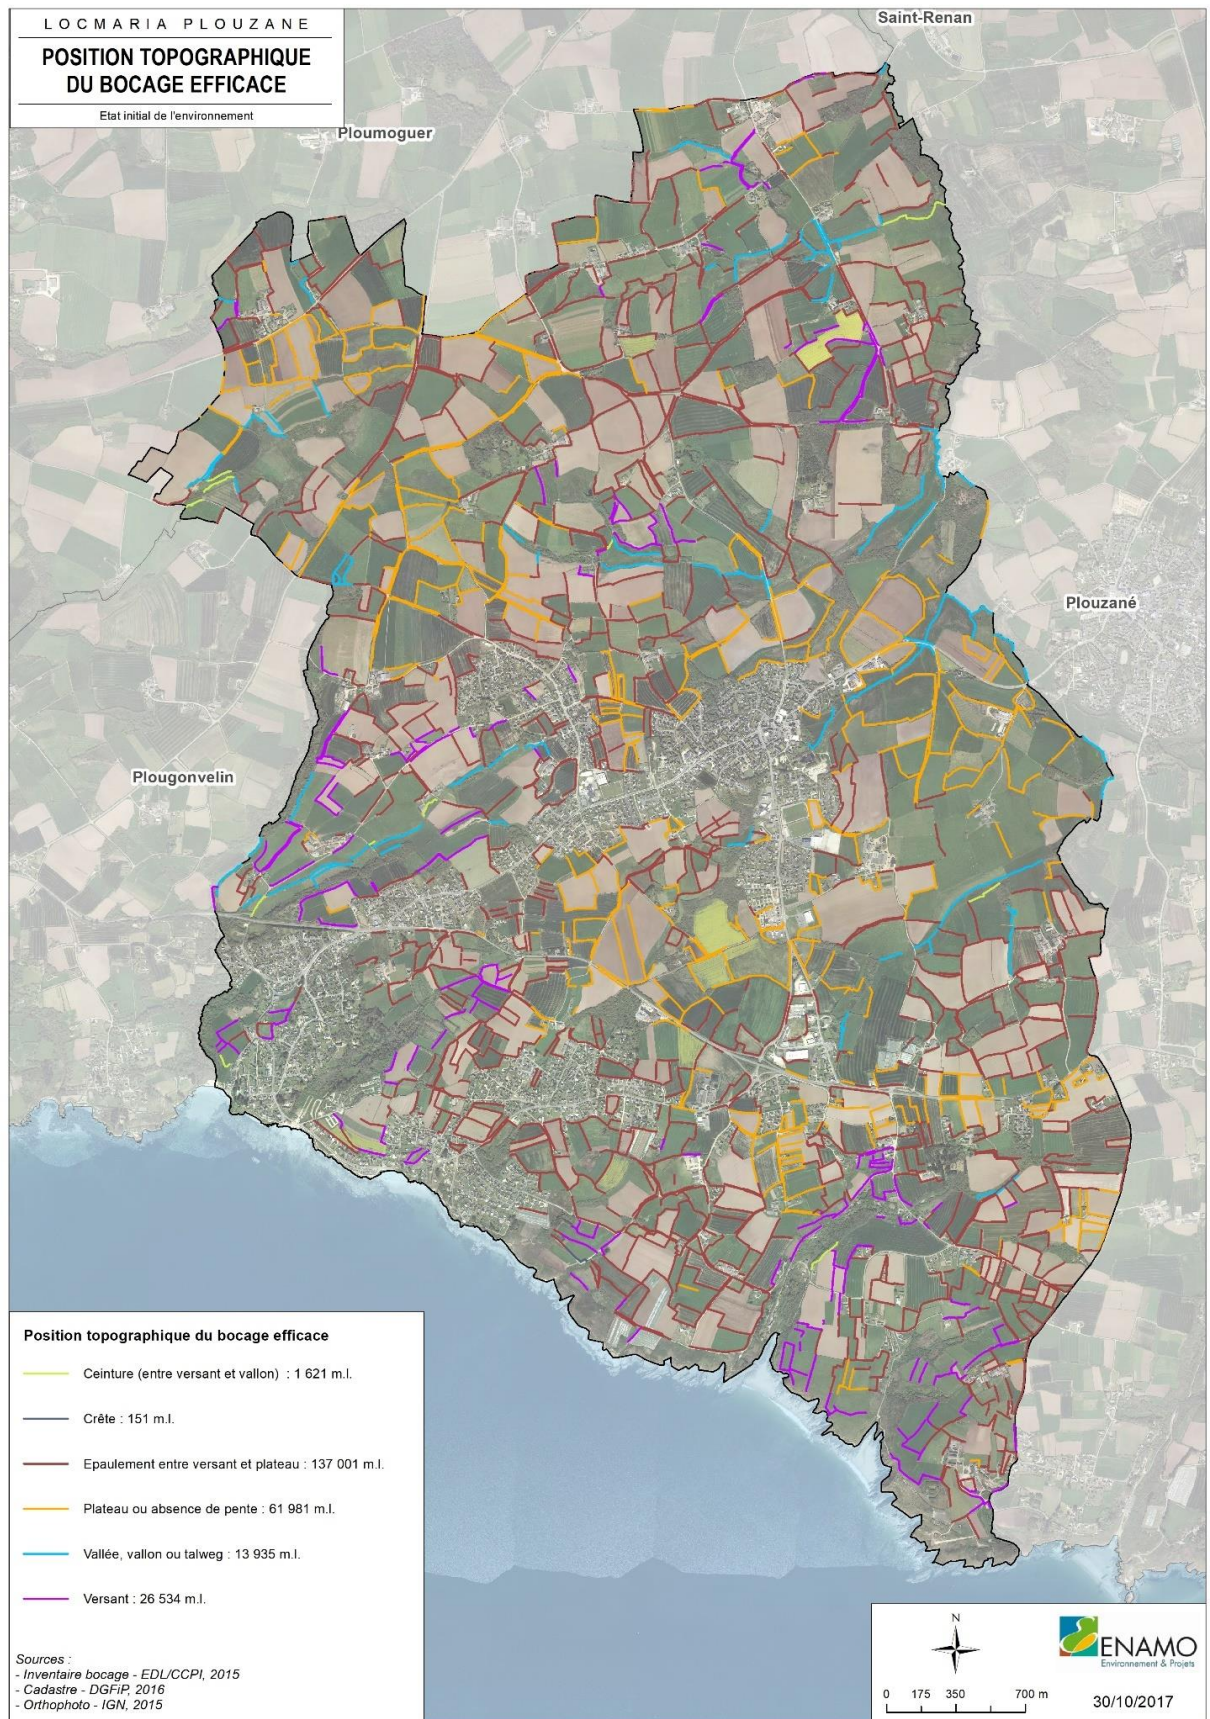 LOCMARIA PLOUZANE
POSITION TOPOGRAPHIQUE
DU BOCAGE EFFICACE
Etat initial de l'environnement
Saint-Renan
Ploumoguer
Plouzané
Plougonvelin
Position topographique du bocage efficace
Ceinture (entre versant et vallon) : 1 621 m.l.
Crête : 151 m.l.
Epaulement entre versant et plateau : 137 001 m.l.
Plateau ou absence de pente : 61 981 m.l.
Vallée, vallon ou talweg : 13 935 m.l.
Versant : 26 534 m.l.
Sources :
- Inventaire bocage - EDL/CCPI, 2015
- Cadastre - DGFiP, 2016
- Orthophoto - IGN, 2015
N
0 175 350 700 m
ENAMO
Environnement & Projets
30/10/2017